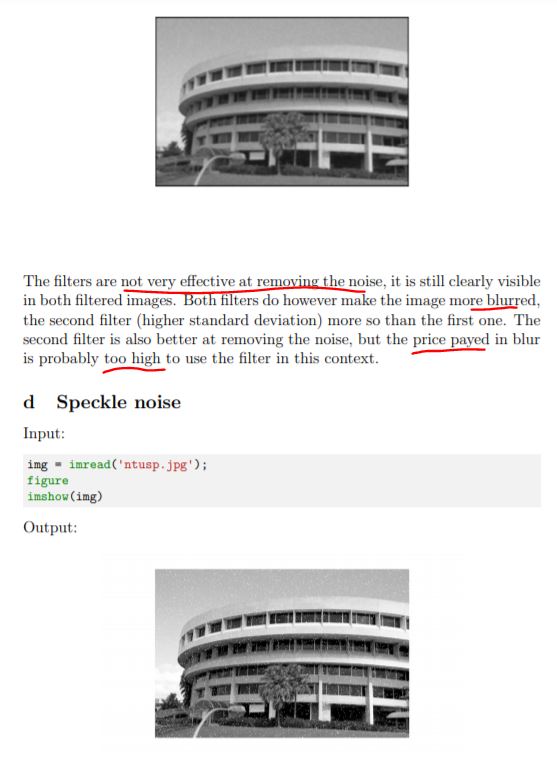 The filters are not very effective at removing the noise, it is still clearly visible
in both filtered images. Both filters do however make the image more blurred,
the second filter (higher standard deviation) more so than the first one. The
second filter is also better at removing the noise, but the price payed in blur
is probably too high to use the filter in this context.
d Speckle noise
Input:
img = imread('ntusp.jpg');
figure
imshow(img)
Output: